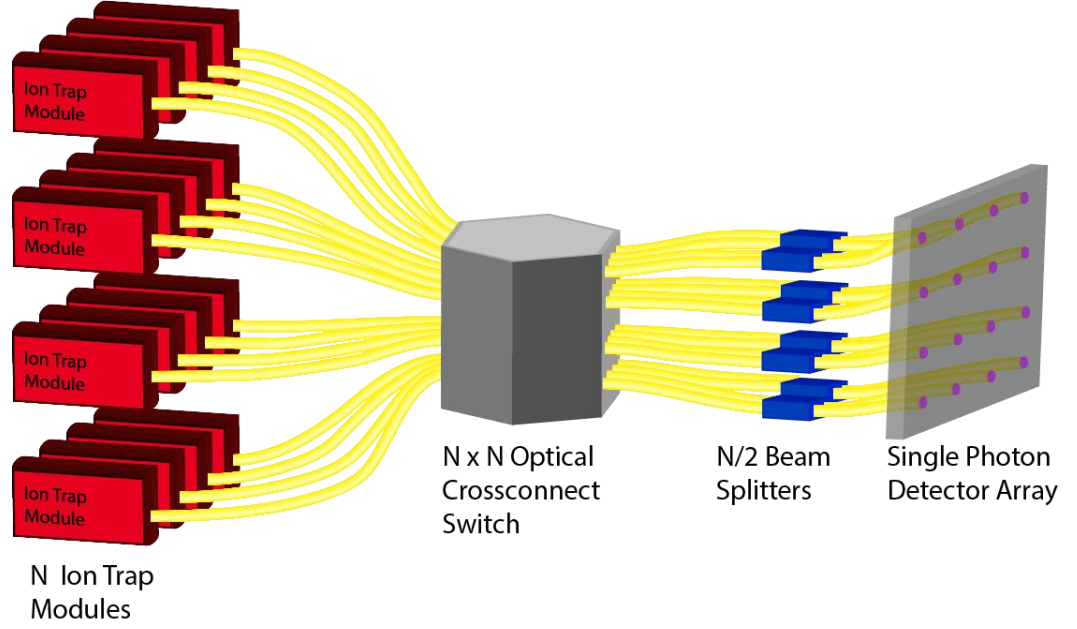 Ion Trap
Module
Ion Trap
Module
Ion Trap
Module
Ion Trap
Module
N Ion Trap
Modules
N x N Optical
Crossconnect
Switch
N/2 Beam
Splitters
Single Photon
Detector Array